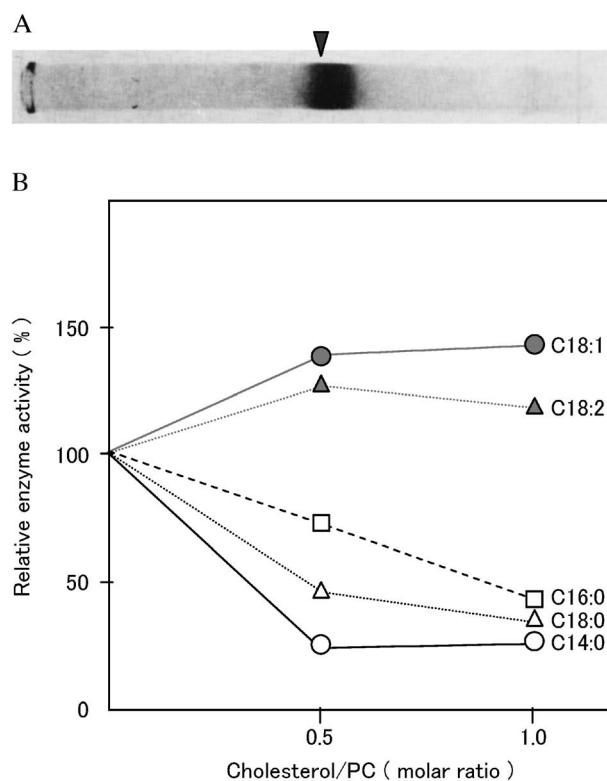 A
B
150
100
50
0
Relative enzyme activity ( % )
C18:1
C18:2
C16:0
C18:0
C14:0
0.5
1.0
Cholesterol/PC ( molar ratio )